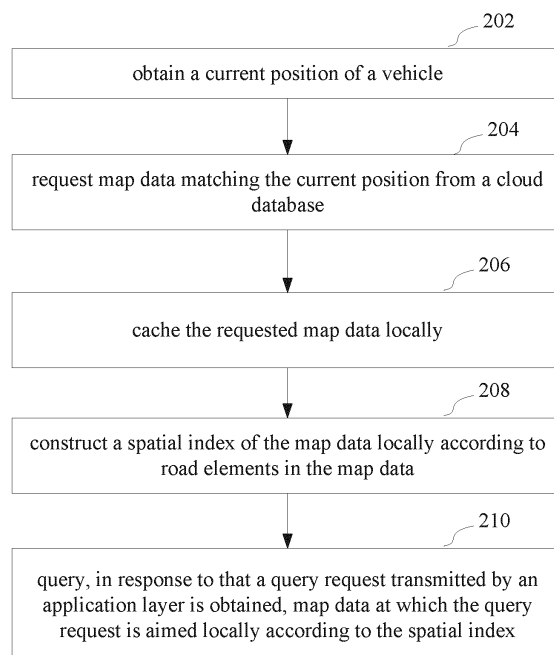 202
obtain a current position of a vehicle
204
request map data matching the current position from a cloud
database
206
cache the requested map data locally
208
construct a spatial index of the map data locally according to
road elements in the map data
210
query, in response to that a query request transmitted by an
application layer is obtained, map data at which the query
request is aimed locally according to the spatial index